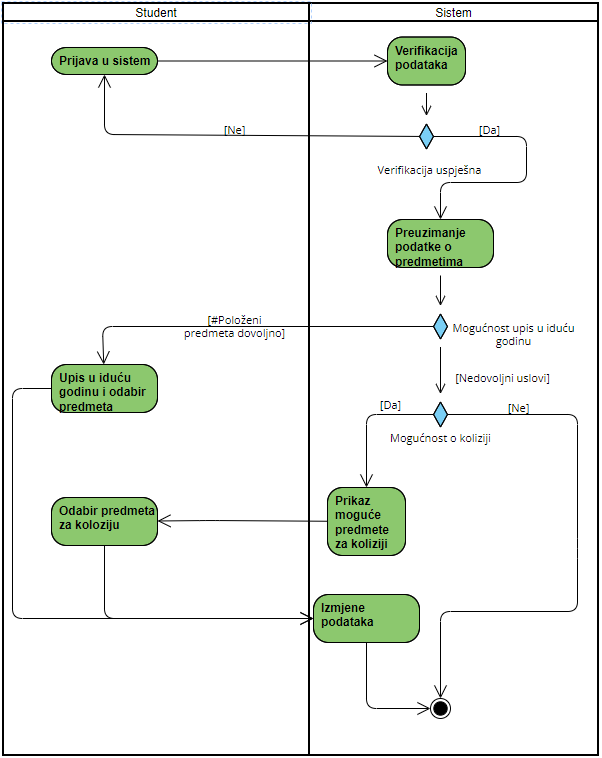 Student
Sistem
Prijava u sistem
Verifikacija
podataka
[Ne]
[Da]
Verifikacija uspješna
Preuzimanje
podatke o
predmetima
[#Položeni
predmeta dovoljno]
Mogućnost upis u iduću
godinu
Upis u iduću
godinu i odabir
predmeta
[Nedovoljni uslovi]
[Da]
[Ne]
Mogućnost o koliziji
Odabir predmeta
za koloziju
Prikaz
moguće
predmete
za koliziji
Izmjene
podataka